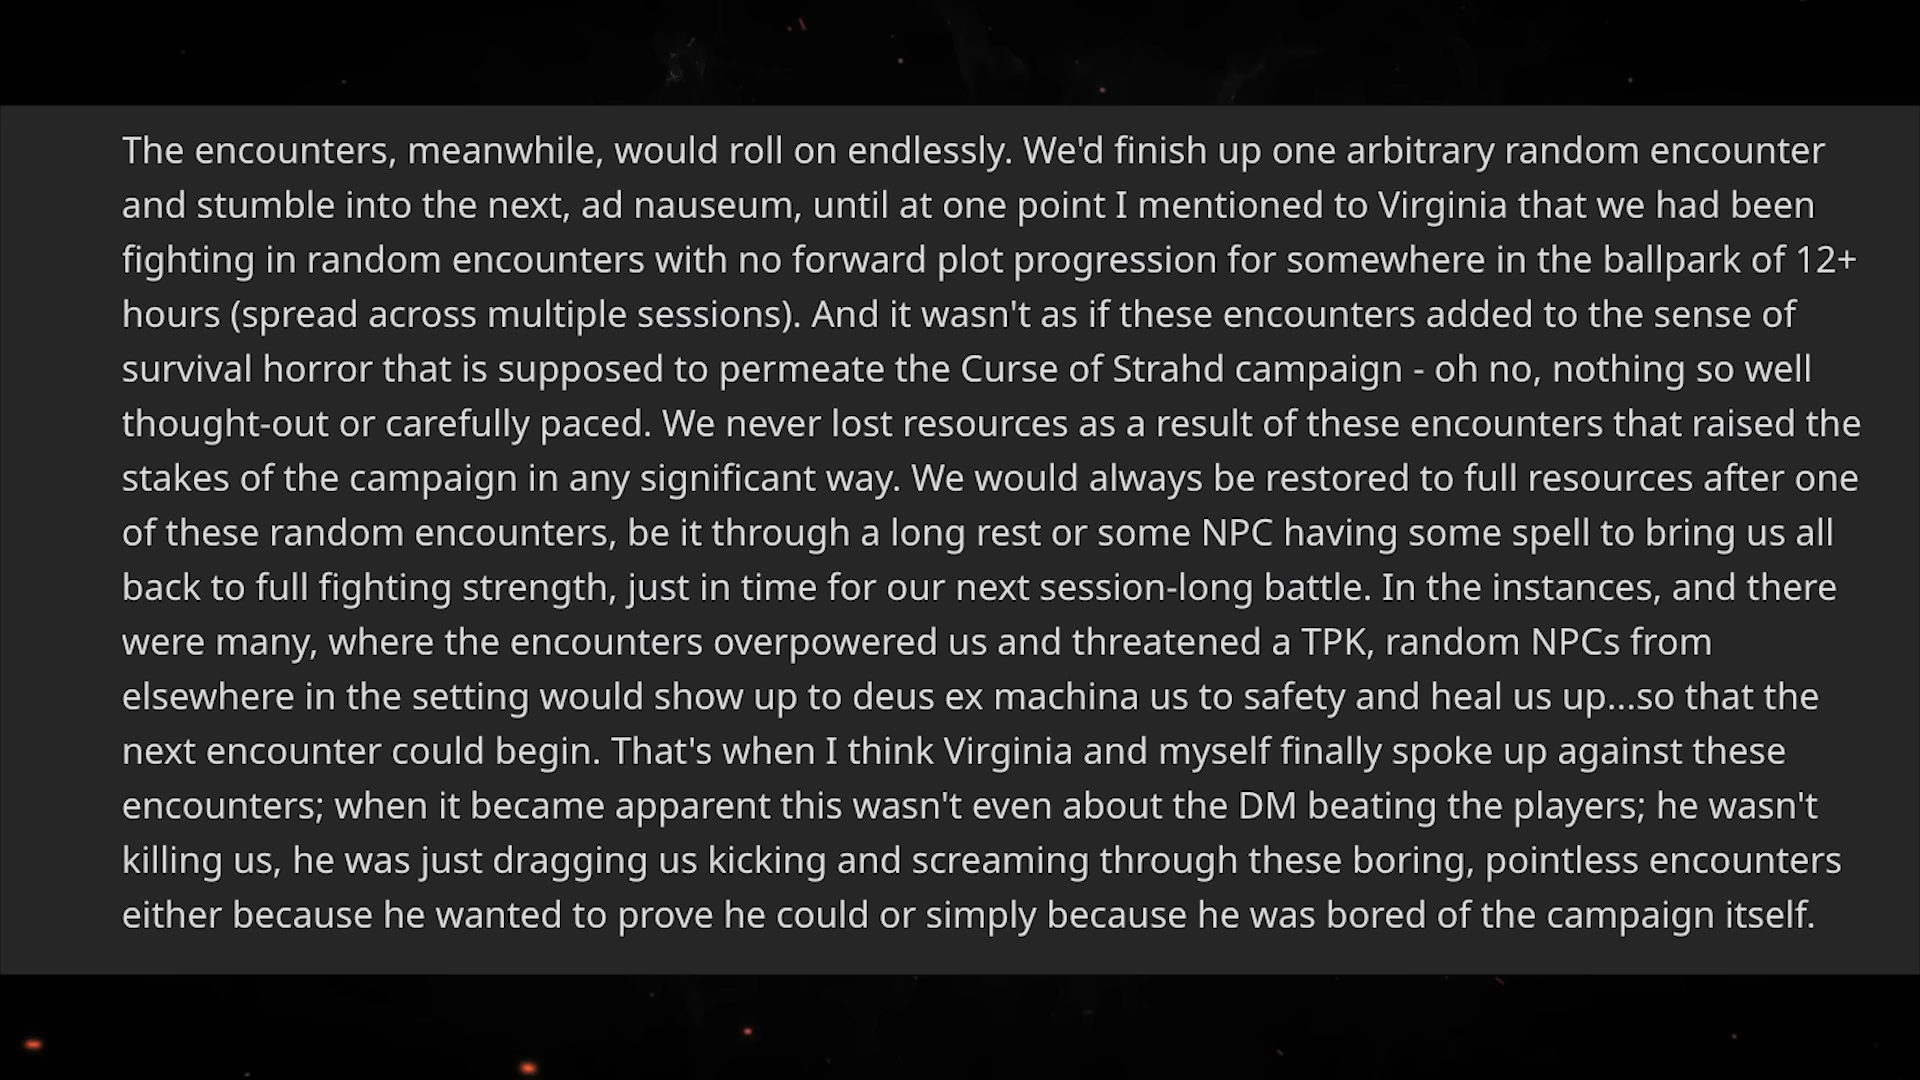 The encounters, meanwhile, would roll on endlessly. We'd finish up one arbitrary random encounter
and stumble into the next, ad nauseum, until at one point I mentioned to Virginia that we had been
fighting in random encounters with no forward plot progression for somewhere in the ballpark of 12+
hours (spread across multiple sessions). And it wasn't as if these encounters added to the sense of
survival horror that is supposed to permeate the Curse of Strahd campaign - oh no, nothing so well
thought-out or carefully paced. We never lost resources as a result of these encounters that raised the
stakes of the campaign in any significant way. We would always be restored to full resources after one
of these random encounters, be it through a long rest or some NPC having some spell to bring us all
back to full fighting strength, just in time for our next session-long battle. In the instances, and there
were many, where the encounters overpowered us and threatened a TPK, random NPCs from
elsewhere in the setting would show up to deus ex machina us to safety and heal us up...so that the
next encounter could begin. That's when I think Virginia and myself finally spoke up against these
encounters; when it became apparent this wasn't even about the DM beating the players; he wasn't
killing us, he was just dragging us kicking and screaming through these boring, pointless encounters
either because he wanted to prove he could or simply because he was bored of the campaign itself.